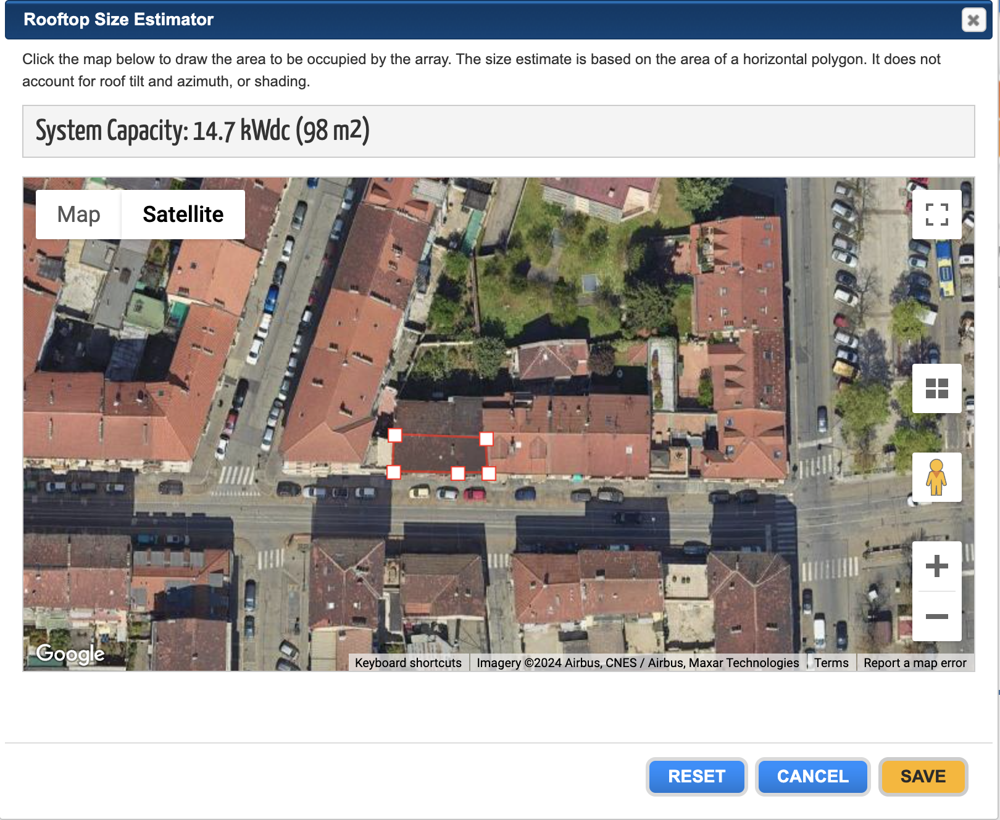 Rooftop Size Estimator
Click the map below to draw the area to be occupied by the array. The size estimate is based on the area of a horizontal polygon. It does not
account for roof tilt and azimuth, or shading.
System Capacity: 14.7 kWdc (98 m2)
Map Satellite
Google
Keyboard shortcuts Imagery ©2024 Airbus, CNES / Airbus, Maxar Technologies Terms Report a map error
RESET CANCEL SAVE